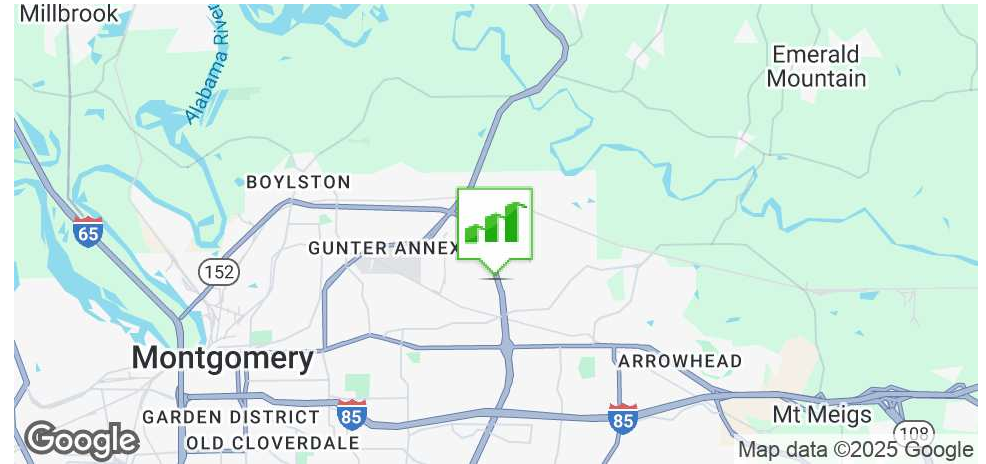 Millbrook
Alabama River
Emerald
Mountain
BOYLSTON
65
GUNTER ANNEX
152
Montgomery
ARROWHEAD
GARDEN DISTRICT
85
85
Mt Meigs
108
OLD CLOVERDALE
Google
Map data ©2025 Google